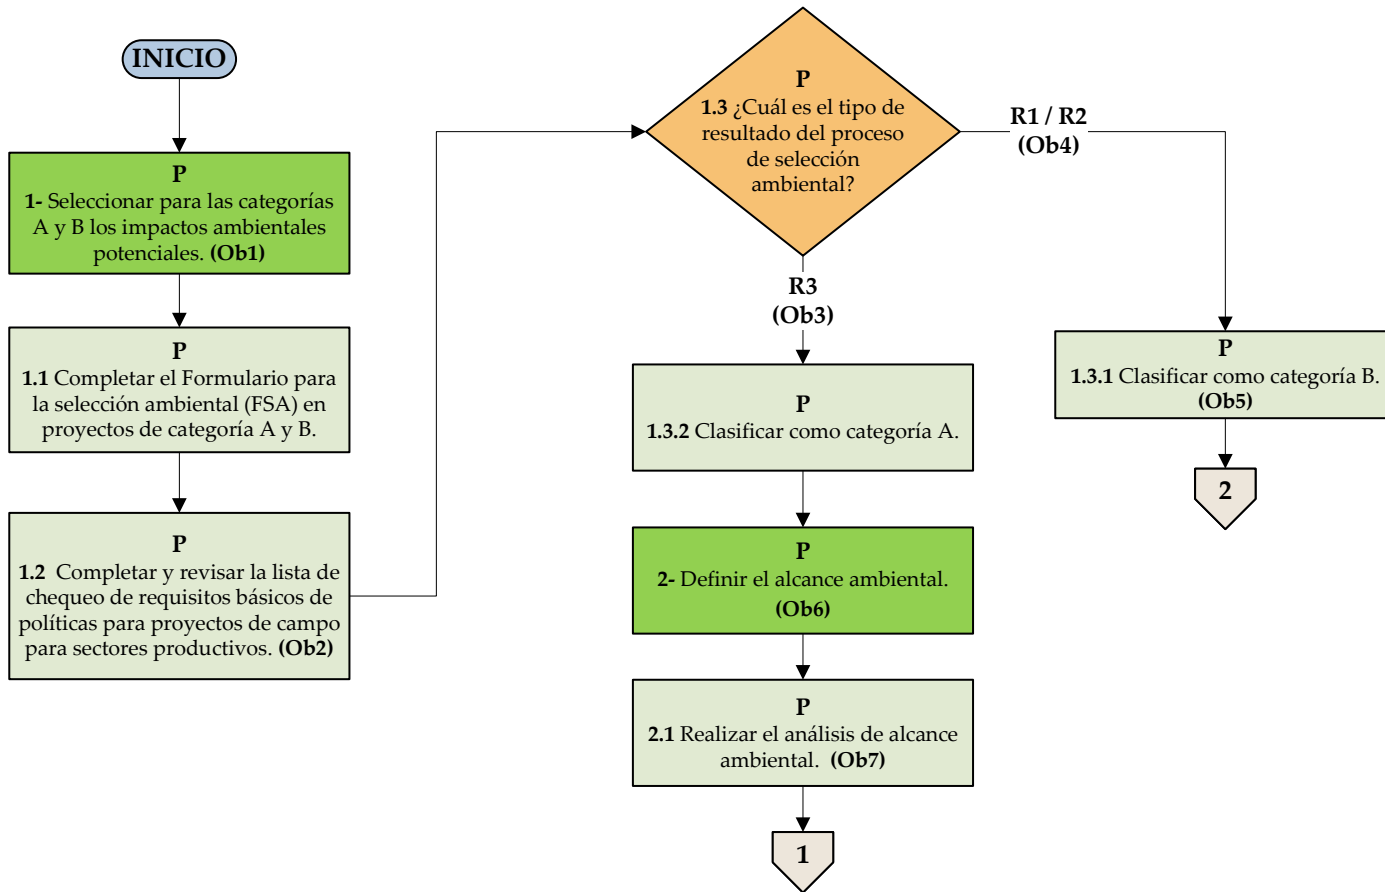 INICIO
P
1- Seleccionar para las categorías
A y B los impactos ambientales
potenciales. (Ob1)
P
1.1 Completar el Formulario para
la selección ambiental (FSA) en
proyectos de categoría A y B.
P
1.2 Completar y revisar la lista de
chequeo de requisitos básicos de
políticas para proyectos de campo
para sectores productivos. (Ob2)
P
1.3 ¿Cuál es el tipo de
resultado del proceso
de selección
ambiental?
R1 / R2
(Ob4)
R3
(Ob3)
P
1.3.1 Clasificar como categoría B.
(Ob5)
2
P
1.3.2 Clasificar como categoría A.
P
2- Definir el alcance ambiental.
(Ob6)
P
2.1 Realizar el análisis de alcance
ambiental. (Ob7)
1